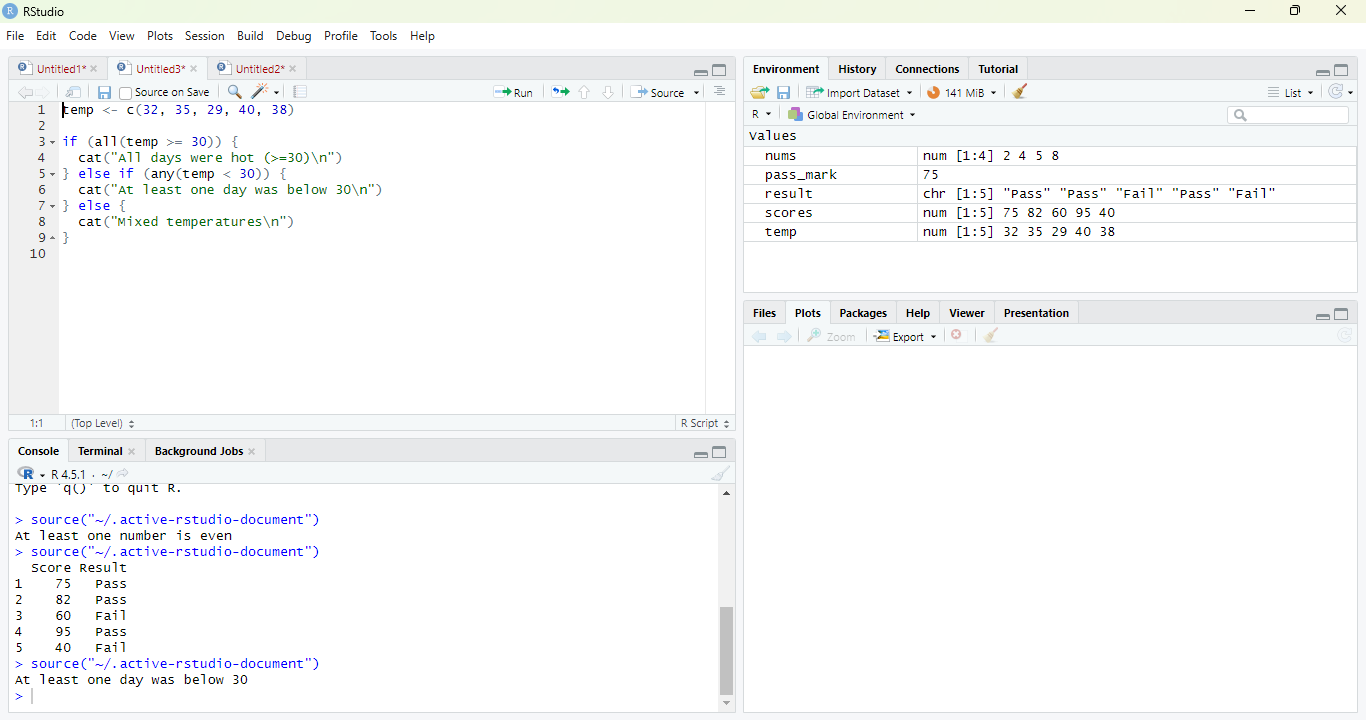 RStudio
File Edit Code View Plots Session Build Debug Profile Tools Help
Untitled1* Untitled3* Untitled2*
Source on Save Run Source
1 temp <- c(32, 35, 29, 40, 38)
2
3 if (all(temp >= 30)) {
4 cat("All days were hot (>=30)\n")
5 } else if (any(temp < 30)) {
6 cat("At least one day was below 30\n")
7 } else {
8 cat("Mixed temperatures\n")
9 }
10
1:1 (Top Level) R Script
Console Terminal Background Jobs
R 4.5.1 · ~/
Type 'q()' to quit R.
> source("~/.active-rstudio-document")
At least one number is even
> source("~/.active-rstudio-document")
Score Result
1 75 Pass
2 82 Pass
3 60 Fail
4 95 Pass
5 40 Fail
> source("~/.active-rstudio-document")
At least one day was below 30
>
Environment History Connections Tutorial
Import Dataset 141 MiB List
R Global Environment
Values
nums num [1:4] 2 4 5 8
pass_mark 75
result chr [1:5] "Pass" "Pass" "Fail" "Pass" "Fail"
scores num [1:5] 75 82 60 95 40
temp num [1:5] 32 35 29 40 38
Files Plots Packages Help Viewer Presentation
Zoom Export